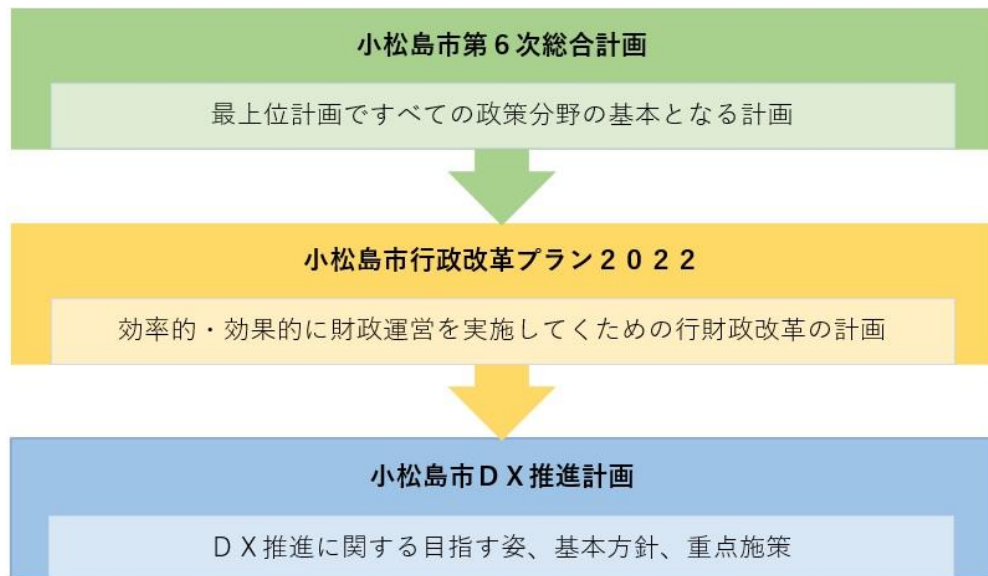 小松島市第６次総合計画
最上位計画ですべての政策分野の基本となる計画
小松島市行政改革プラン２０２２
効率的・効果的に財政運営を実施してくための行財政改革の計画
小松島市ＤＸ推進計画
ＤＸ推進に関する目指す姿、基本方針、重点施策